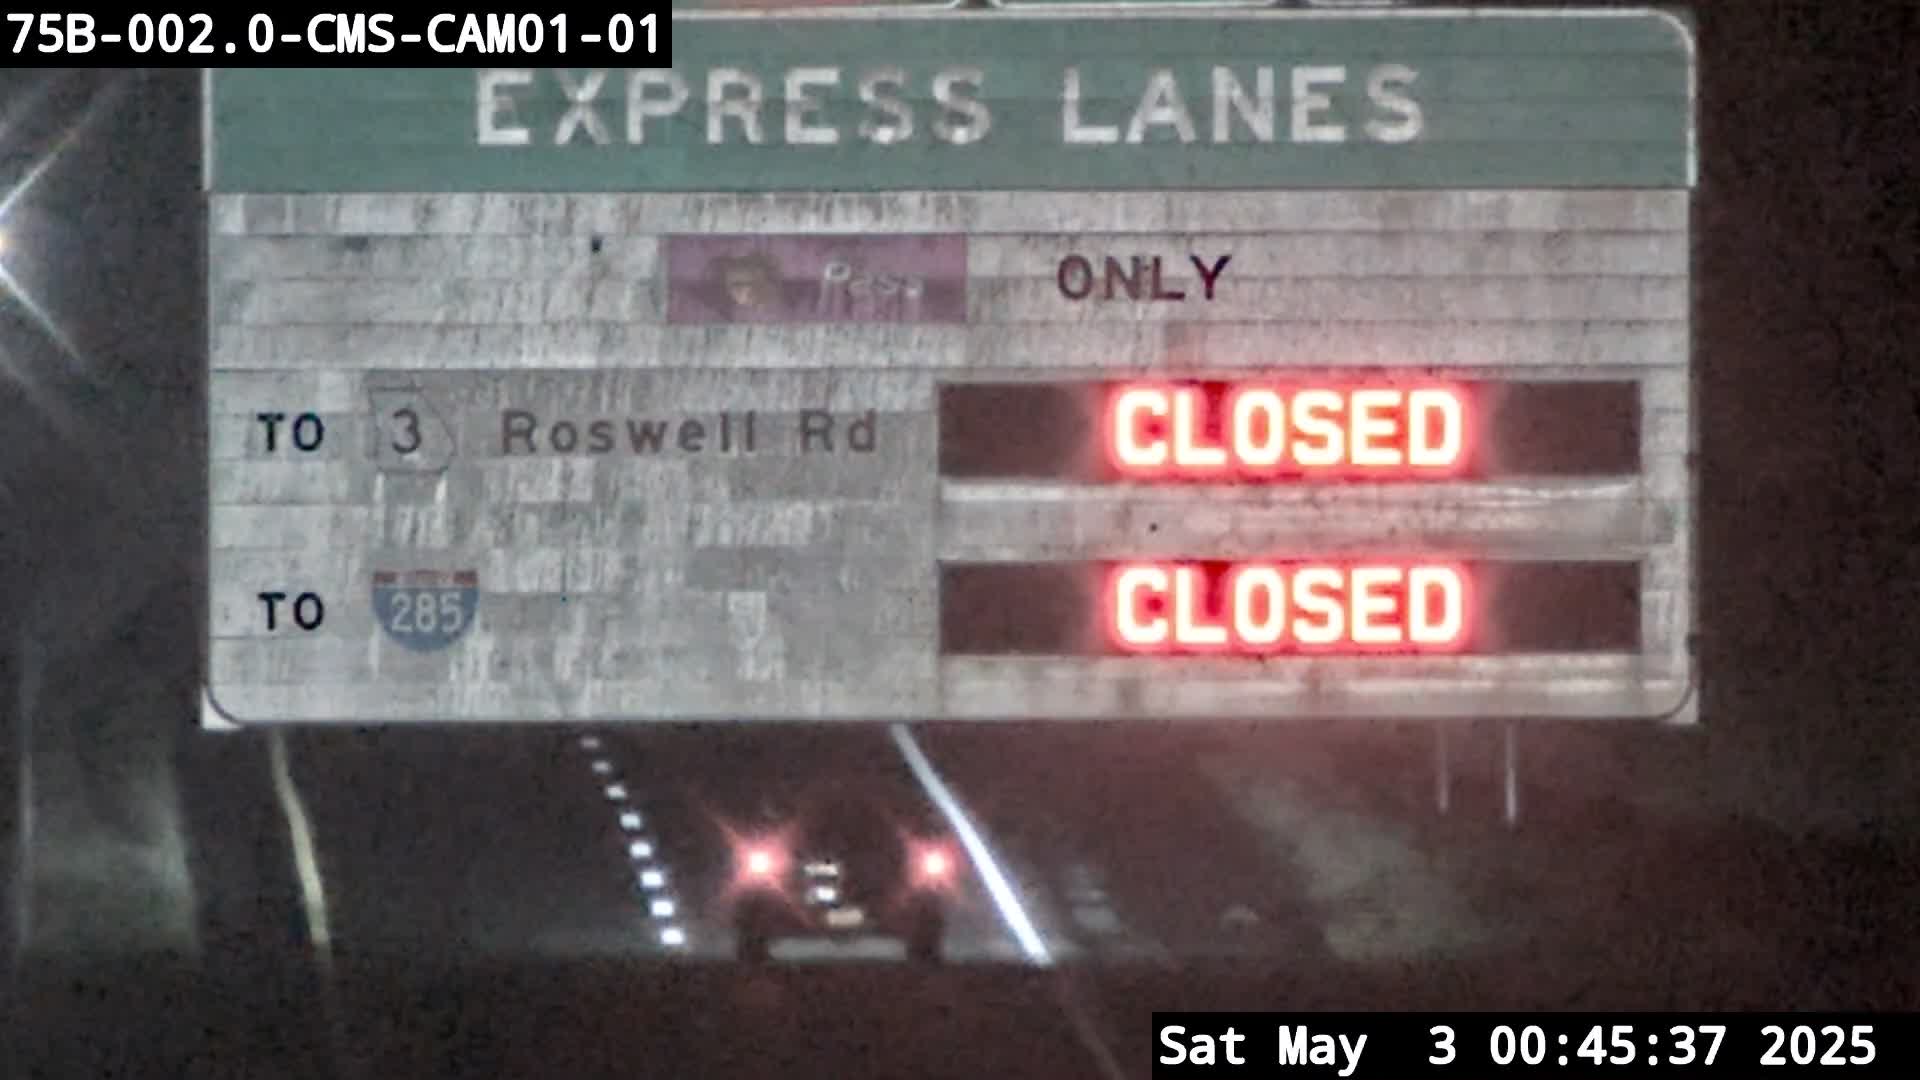 75B-002.0-CMS-CAM01-01
EXPRESS LANES
Pass ONLY
TO 3 Roswell Rd CLOSED
TO 285 CLOSED
Sat May 3 00:45:37 2025